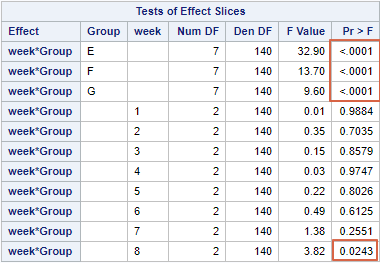 Tests of Effect Slices
Effect Group week Num DF Den DF F Value Pr > F
week*Group E 7 140 32.90 <.0001
week*Group F 7 140 13.70 <.0001
week*Group G 7 140 9.60 <.0001
week*Group 1 2 140 0.01 0.9884
week*Group 2 2 140 0.35 0.7035
week*Group 3 2 140 0.15 0.8579
week*Group 4 2 140 0.03 0.9747
week*Group 5 2 140 0.22 0.8026
week*Group 6 2 140 0.49 0.6125
week*Group 7 2 140 1.38 0.2551
week*Group 8 2 140 3.82 0.0243